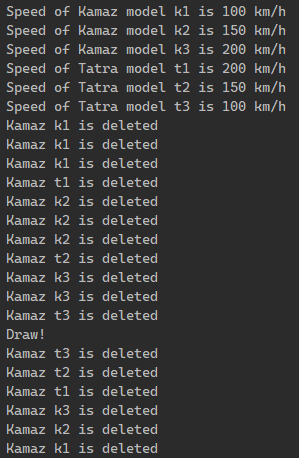 Speed of Kamaz model k1 is 100 km/h
Speed of Kamaz model k2 is 150 km/h
Speed of Kamaz model k3 is 200 km/h
Speed of Tatra model t1 is 200 km/h
Speed of Tatra model t2 is 150 km/h
Speed of Tatra model t3 is 100 km/h
Kamaz k1 is deleted
Kamaz k1 is deleted
Kamaz k1 is deleted
Kamaz t1 is deleted
Kamaz k2 is deleted
Kamaz k2 is deleted
Kamaz k2 is deleted
Kamaz t2 is deleted
Kamaz k3 is deleted
Kamaz k3 is deleted
Kamaz t3 is deleted
Draw!
Kamaz t3 is deleted
Kamaz t2 is deleted
Kamaz t1 is deleted
Kamaz k3 is deleted
Kamaz k2 is deleted
Kamaz k1 is deleted